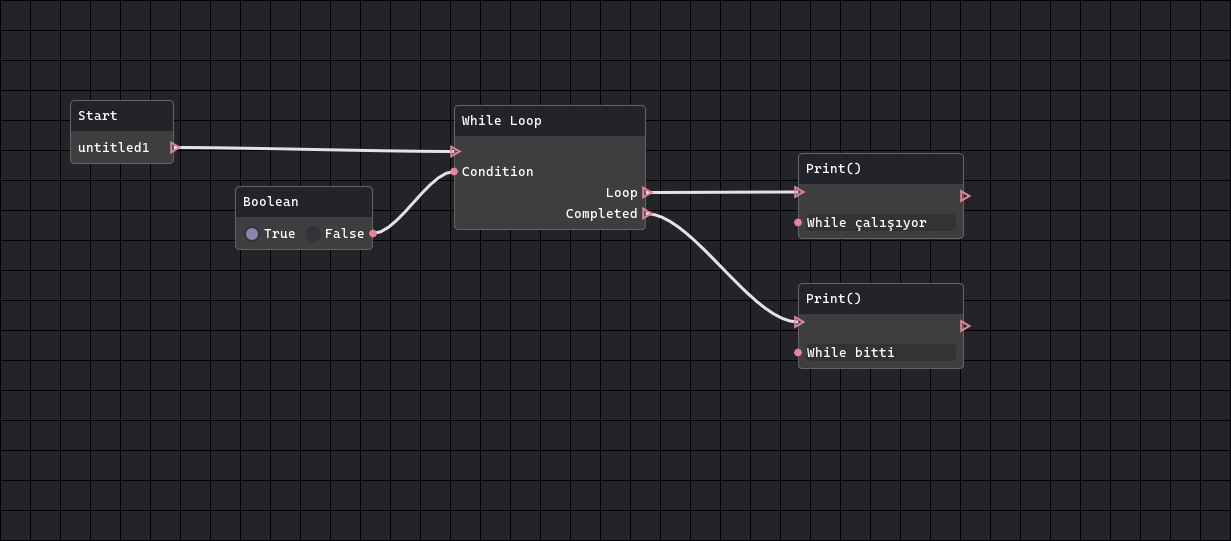 Start
untitled1
Boolean
True False
While Loop
Condition
Loop
Completed
Print()
While çalışıyor
Print()
While bitti